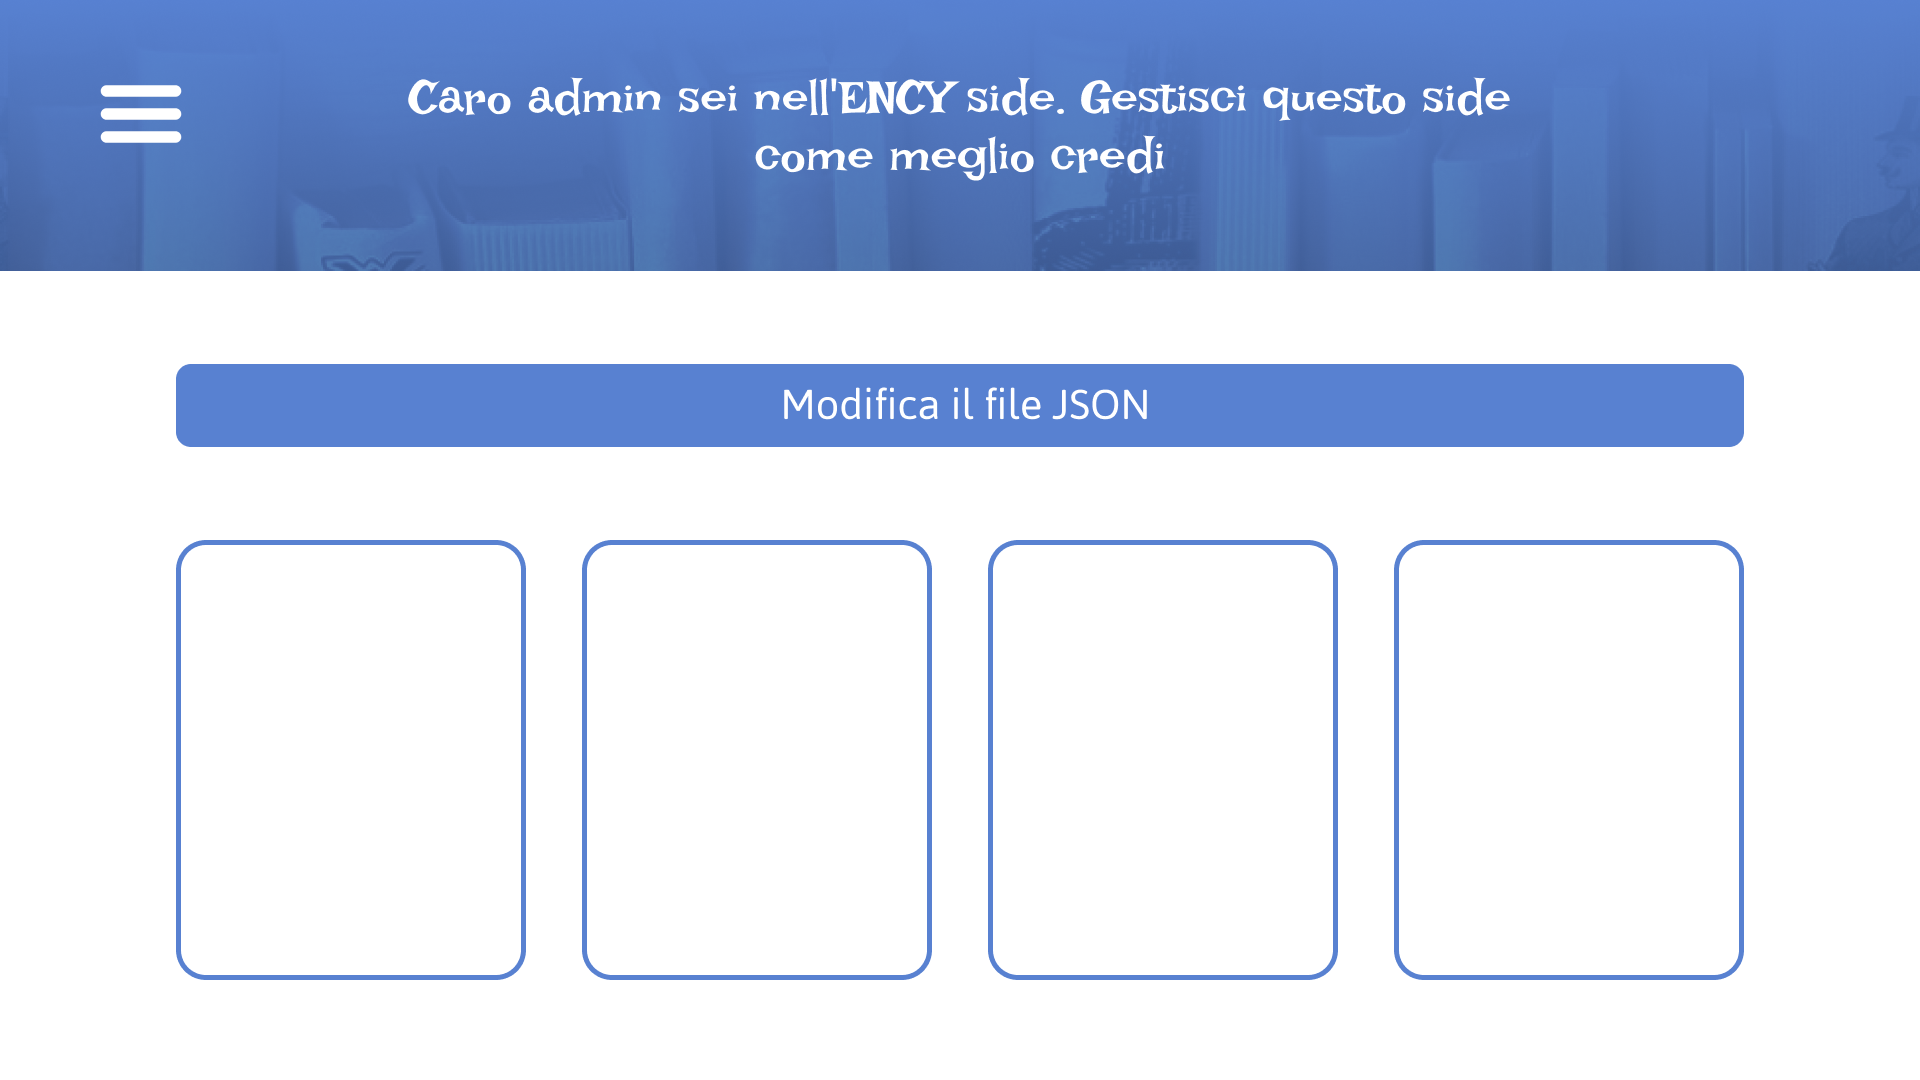 Caro admin sei nell'ENCY side. Gestisci questo side
come meglio credi
Modifica il file JSON